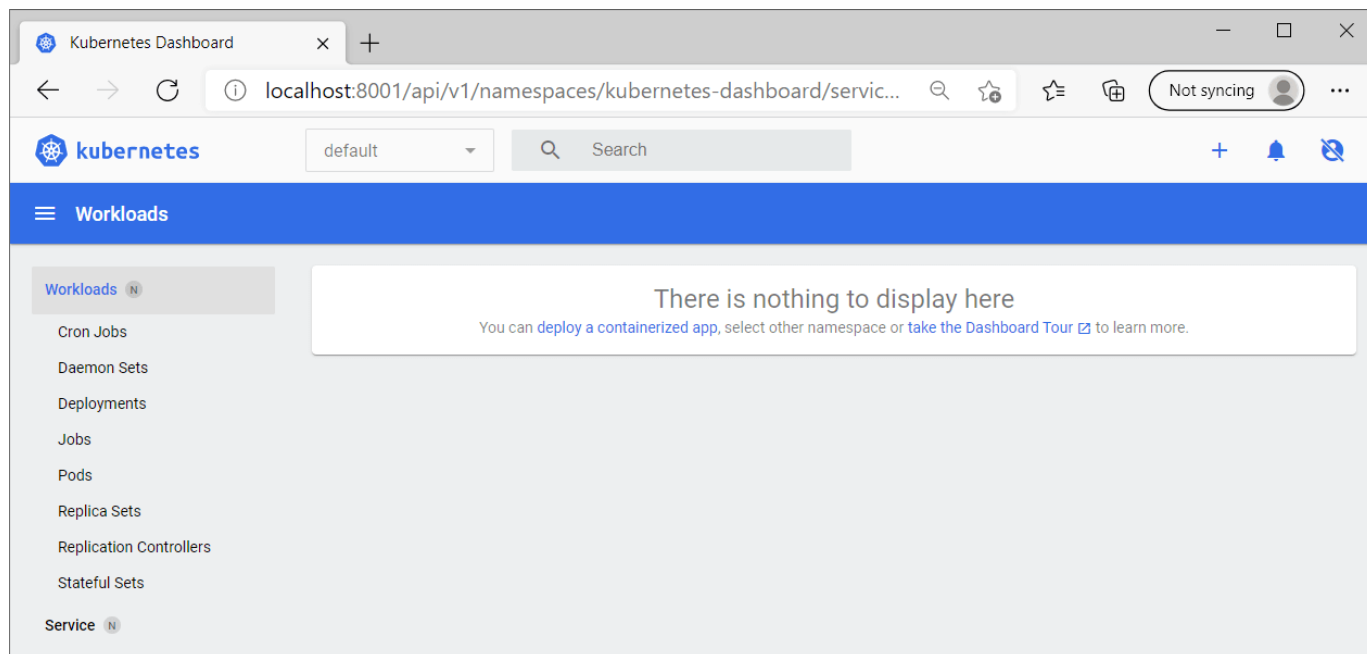 Kubernetes Dashboard
localhost:8001/api/v1/namespaces/kubernetes-dashboard/servic...
Not syncing
kubernetes
default
Search
Workloads
Workloads N
There is nothing to display here
You can deploy a containerized app, select other namespace or take the Dashboard Tour to learn more.
Cron Jobs
Daemon Sets
Deployments
Jobs
Pods
Replica Sets
Replication Controllers
Stateful Sets
Service N